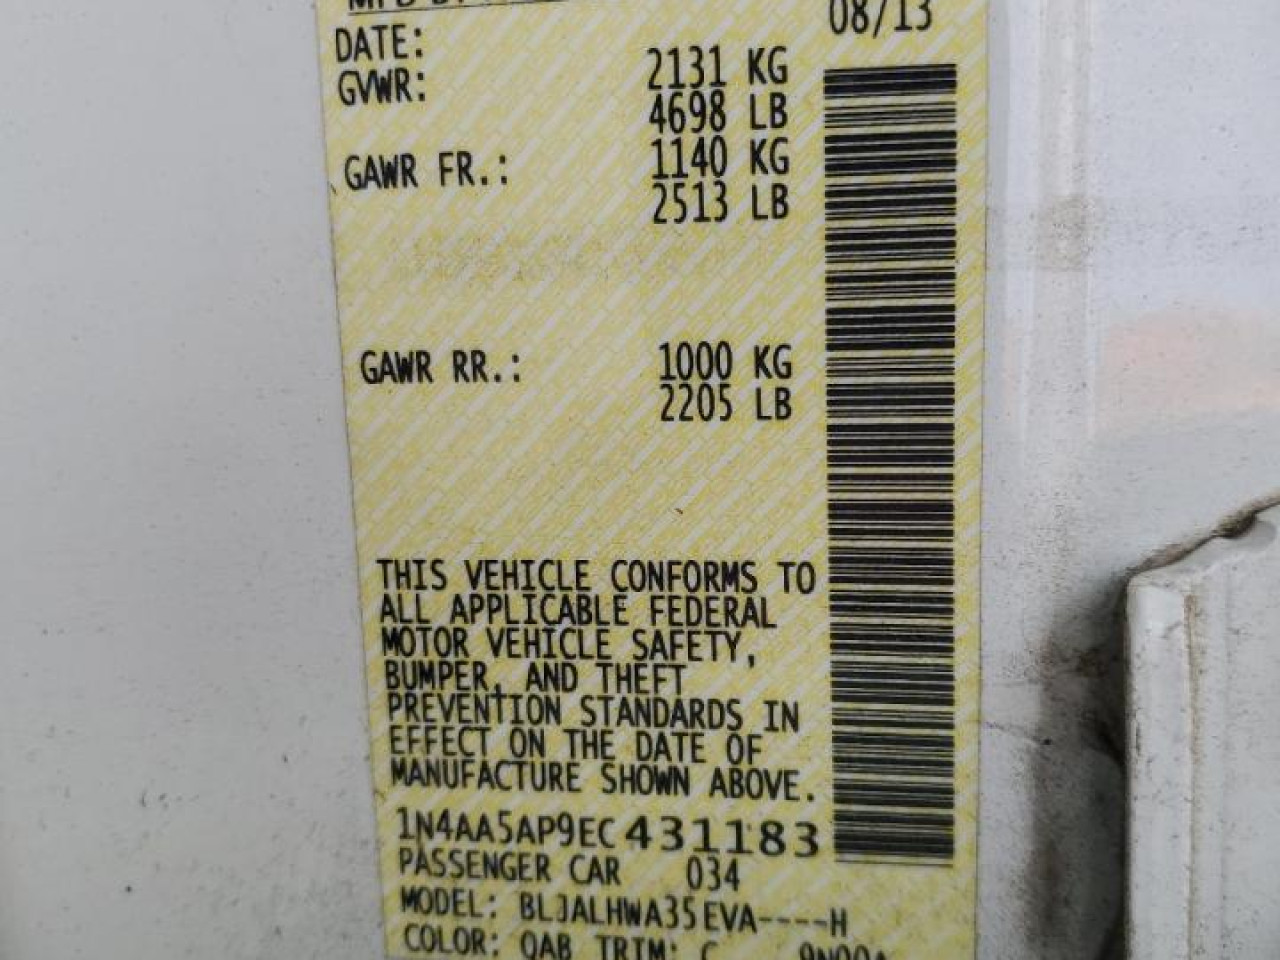 08/13
DATE:
GVWR: 2131 KG
4698 LB
GAWR FR.: 1140 KG
2513 LB
GAWR RR.: 1000 KG
2205 LB
THIS VEHICLE CONFORMS TO
ALL APPLICABLE FEDERAL
MOTOR VEHICLE SAFETY,
BUMPER, AND THEFT
PREVENTION STANDARDS IN
EFFECT ON THE DATE OF
MANUFACTURE SHOWN ABOVE.
1N4AA5AP9EC431183
PASSENGER CAR 034
MODEL: BLJALHWA35EVA----H
COLOR: QAB TRIM: C